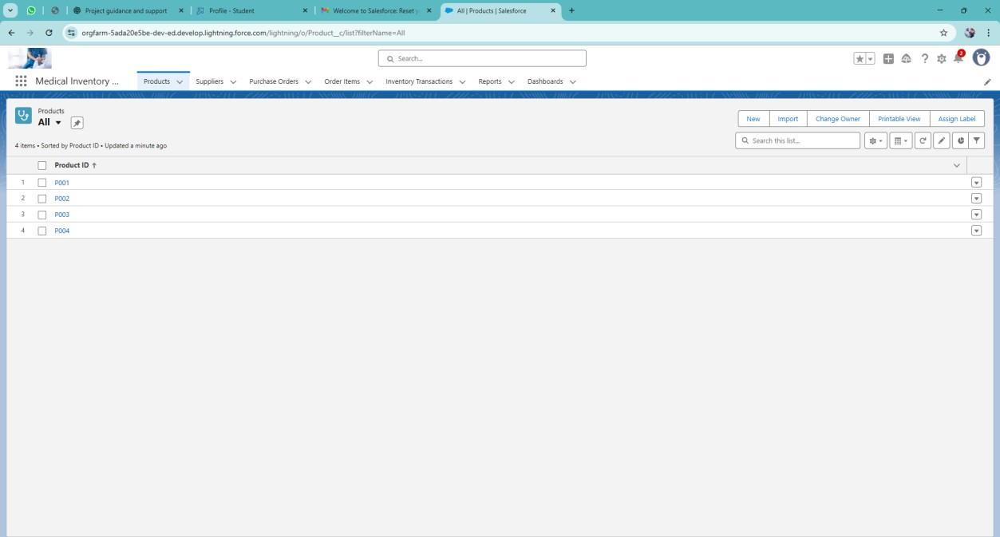 Project guidance and support
Profile - Student
Welcome to Salesforce: Reset y
All | Products | Salesforce
orgfarm-5ada20e5be-dev-ed.develop.lightning.force.com/lightning/o/Product__c/list?filterName=All
Search...
2
Medical Inventory ...
Products
Suppliers
Purchase Orders
Order Items
Inventory Transactions
Reports
Dashboards
Products
All
New
Import
Change Owner
Printable View
Assign Label
4 items • Sorted by Product ID • Updated a minute ago
Search this list...
Product ID ↑
1 P001
2 P002
3 P003
4 P004